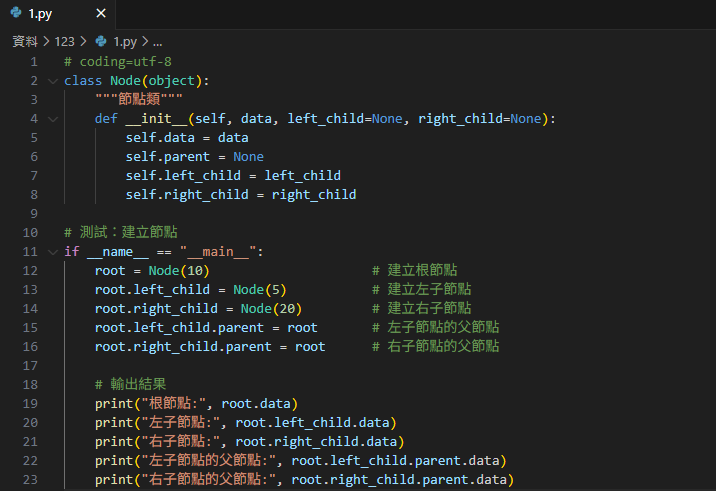 1.py ×
資料 > 123 > 1.py > ...
1 # coding=utf-8
2 class Node(object):
3     """節點類"""
4     def __init__(self, data, left_child=None, right_child=None):
5         self.data = data
6         self.parent = None
7         self.left_child = left_child
8         self.right_child = right_child
9
10 # 測試：建立節點
11 if __name__ == "__main__":
12     root = Node(10)                     # 建立根節點
13     root.left_child = Node(5)           # 建立左子節點
14     root.right_child = Node(20)         # 建立右子節點
15     root.left_child.parent = root       # 左子節點的父節點
16     root.right_child.parent = root      # 右子節點的父節點
17
18     # 輸出結果
19     print("根節點:", root.data)
20     print("左子節點:", root.left_child.data)
21     print("右子節點:", root.right_child.data)
22     print("左子節點的父節點:", root.left_child.parent.data)
23     print("右子節點的父節點:", root.right_child.parent.data)